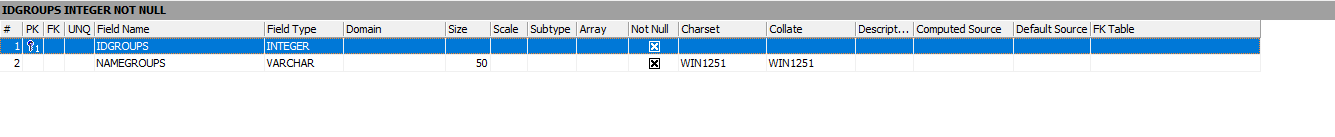 IDGROUPS INTEGER NOT NULL
# PK FK UNQ Field Name Field Type Domain Size Scale Subtype Array Not Null Charset Collate Descript... Computed Source Default Source FK Table
1 1 IDGROUPS INTEGER
2 NAMEGROUPS VARCHAR 50 WIN1251 WIN1251